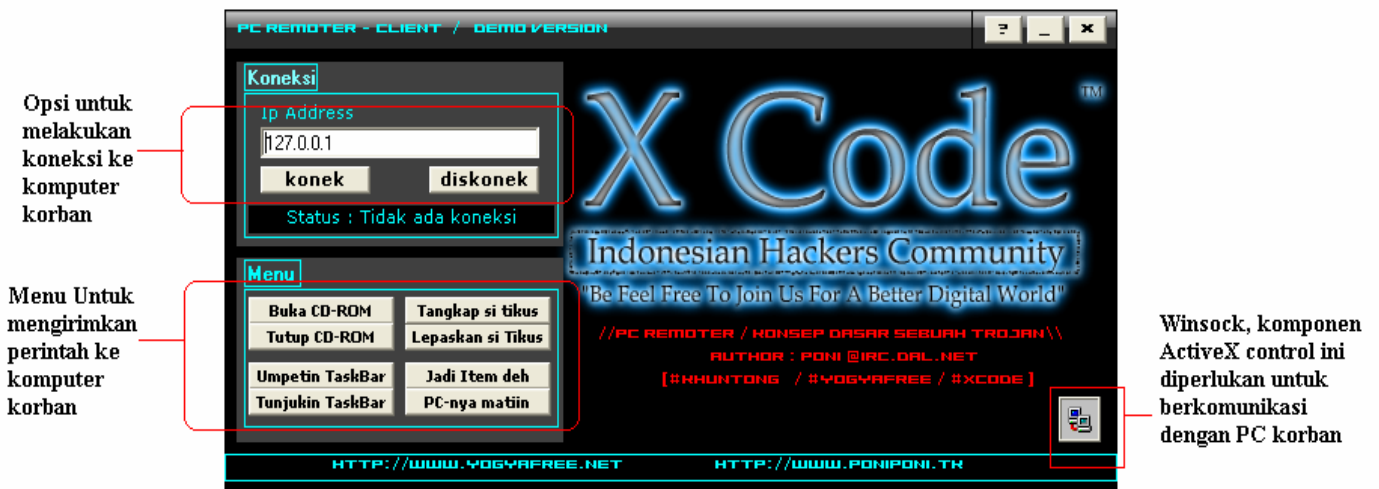 PC REMOTER - CLIENT / DEMO VERSION
? _ x
Opsi untuk
melakukan
koneksi ke
komputer
korban
Koneksi
Ip Address
127.0.0.1
konek diskonek
Status : Tidak ada koneksi
Menu Untuk
mengirimkan
perintah ke
komputer
korban
Menu
Buka CD-ROM Tangkap si tikus
Tutup CD-ROM Lepaskan si Tikus
Umpetin TaskBar Jadi Item deh
Tunjukin TaskBar PC-nya matiin
X Code TM
Indonesian Hackers Community
"Be Feel Free To Join Us For A Better Digital World"
//PC REMOTER / KONSEP DASAR SEBUAH TROJAN\\
AUTHOR : PONI @IRC.DAL.NET
[#KHUNTONG / #YOGYAFREE / #XCODE ]
Winsock, komponen
ActiveX control ini
diperlukan untuk
berkomunikasi
dengan PC korban
HTTP://WWW.YOGYAFREE.NET HTTP://WWW.PONIPONI.TK